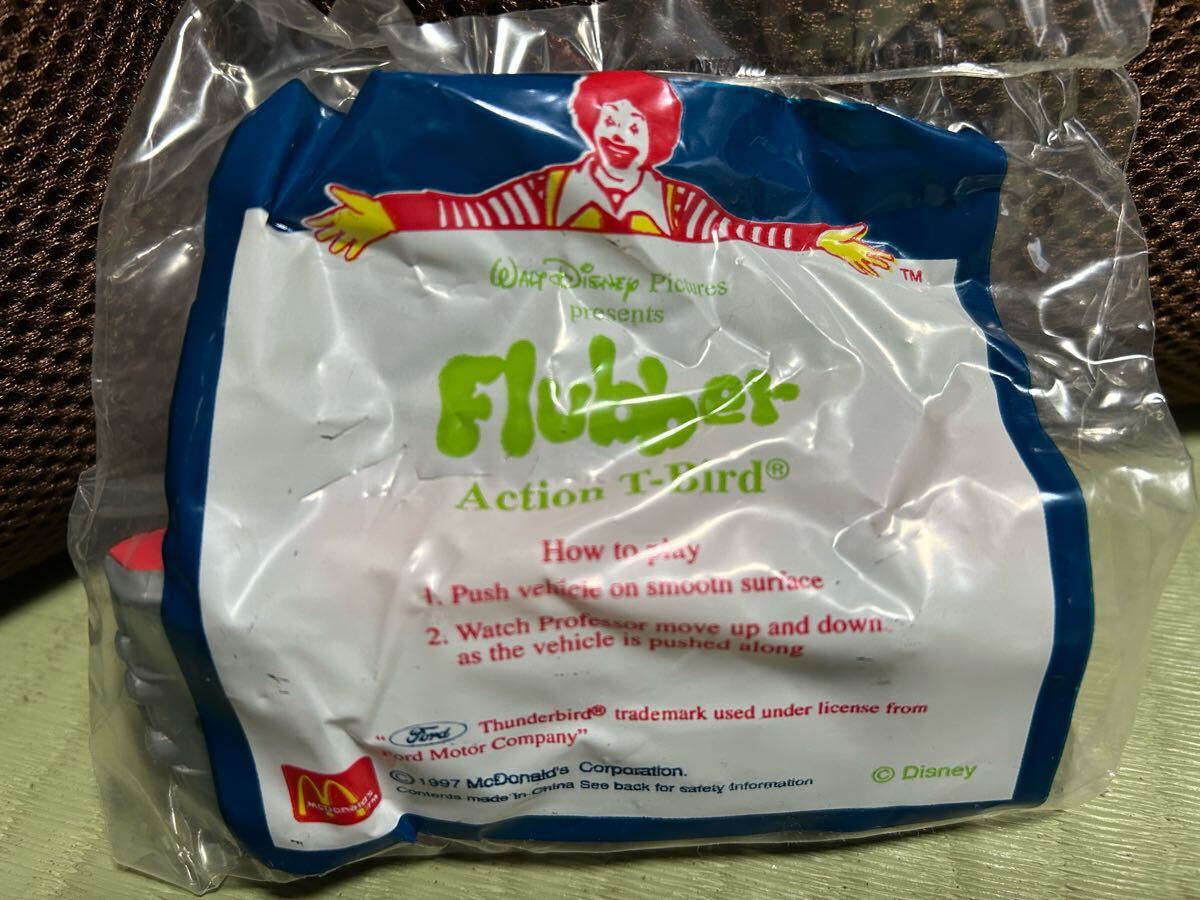 TM
Walt Disney Pictures
presents
Flubber
Action T-Bird®
How to play
1. Push vehicle on smooth surface
2. Watch Professor move up and down
as the vehicle is pushed along
"Ford Thunderbird® trademark used under license from
Ford Motor Company"
© 1997 McDonald's Corporation.
Contents made in China See back for safety information
© Disney
McDonald's TM